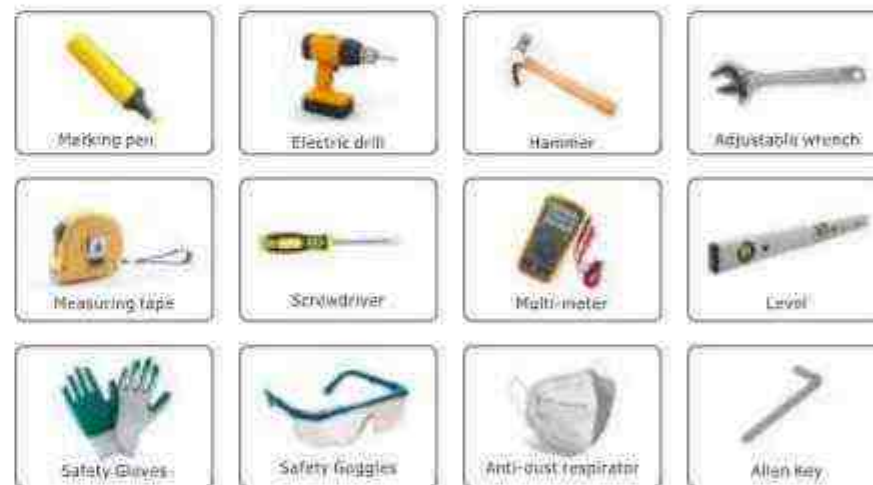 Marking pen
Electric drill
Hammer
Adjustable wrench
Measuring tape
Screwdriver
Multi-meter
Level
Safety Gloves
Safety Goggles
Anti-dust respirator
Allen Key